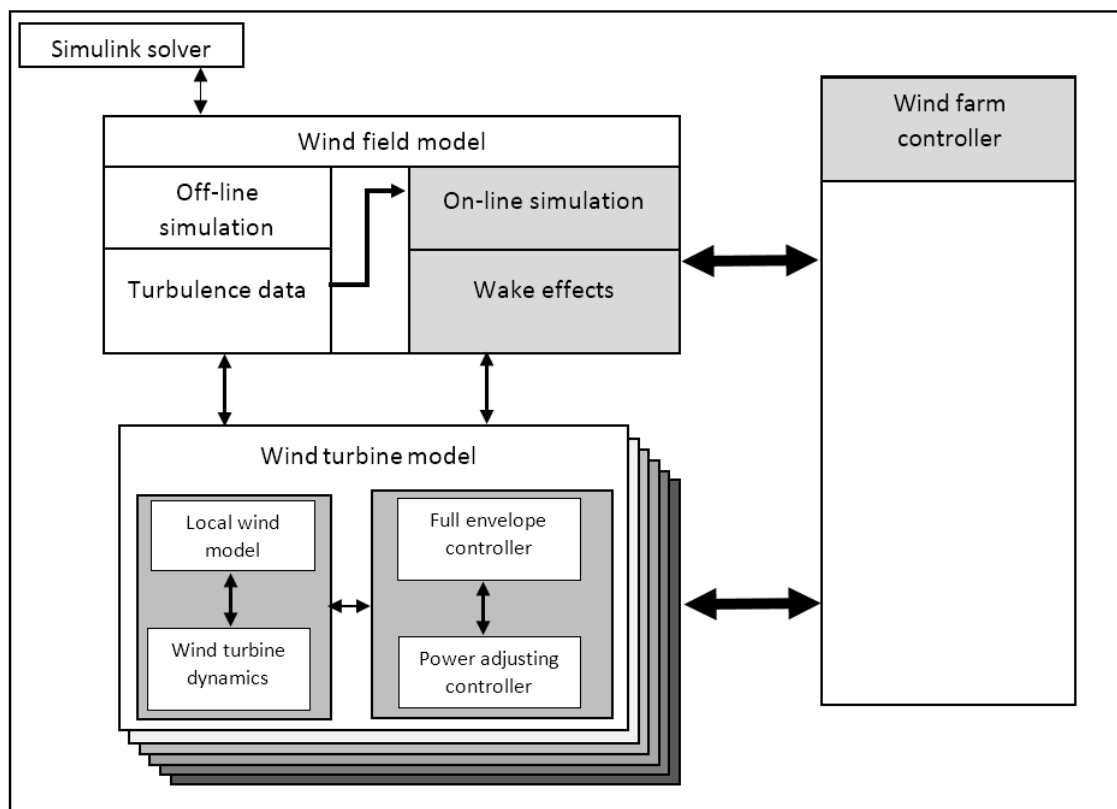 Simulink solver
Wind farm
controller
Wind field model
Off-line
simulation
On-line simulation
Turbulence data
Wake effects
Wind turbine model
Local wind
model
Full envelope
controller
Wind turbine
dynamics
Power adjusting
controller